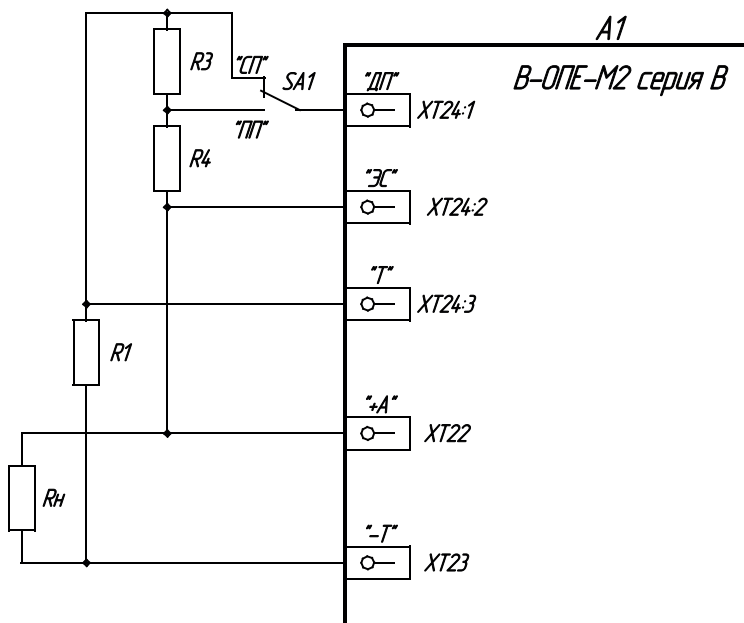 A1
В-ОПЕ-М2 серия В
R3
"СП"
SA1
"ДП"
XT24:1
"ПП"
R4
"ЭС"
XT24:2
"Т"
XT24:3
R1
"+А"
XT22
Rн
"-Т"
XT23